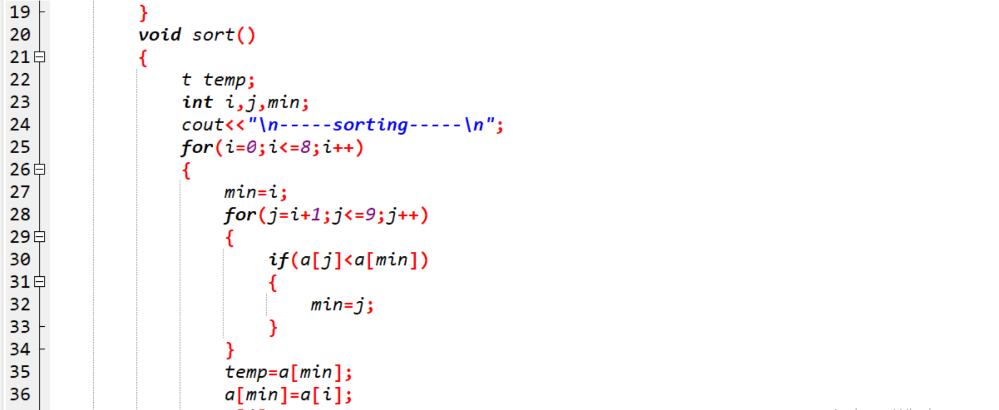 19 }
20 void sort()
21 {
22 t temp;
23 int i,j,min;
24 cout<<"\n-----sorting-----\n";
25 for(i=0;i<=8;i++)
26 {
27 min=i;
28 for(j=i+1;j<=9;j++)
29 {
30 if(a[j]<a[min])
31 {
32 min=j;
33 }
34 }
35 temp=a[min];
36 a[min]=a[i];